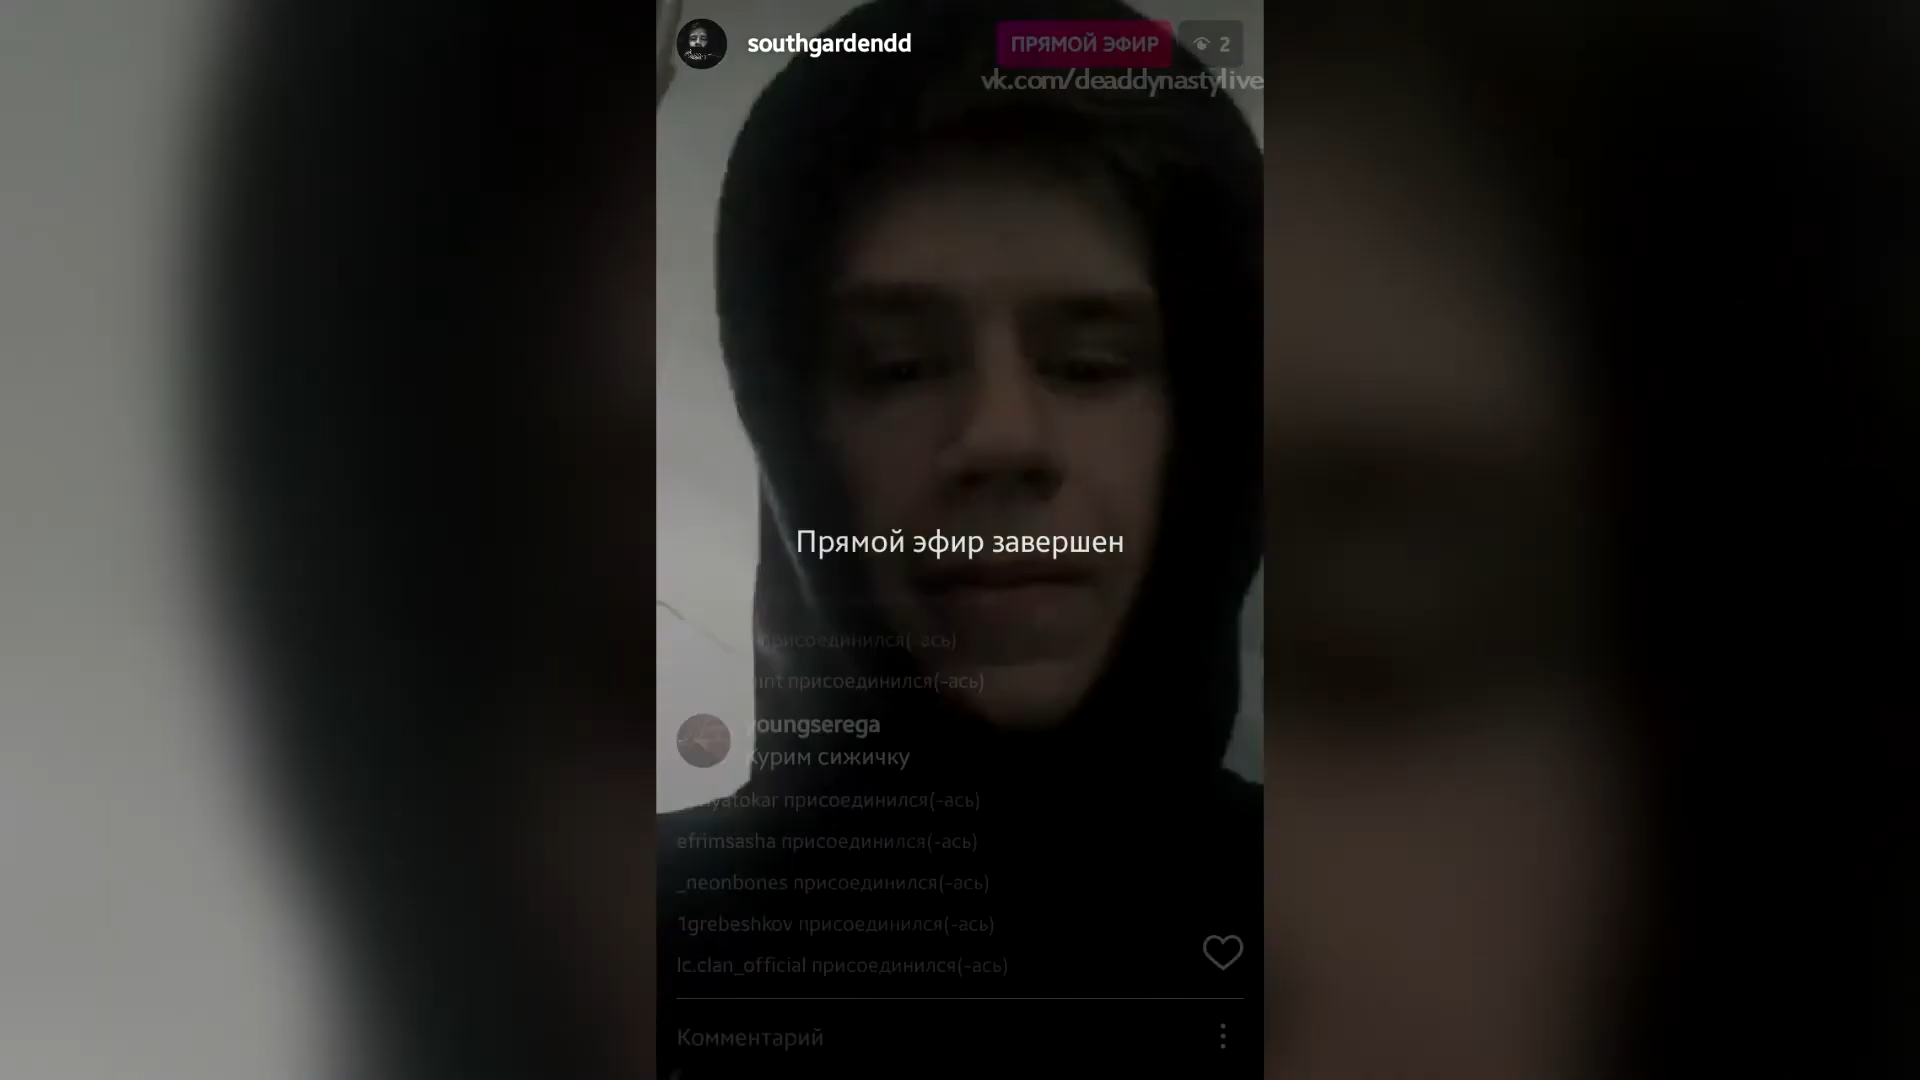 southgardendd
ПРЯМОЙ ЭФИР
2
vk.com/deaddynastylive
Прямой эфир завершен
присоединился(-ась)
присоединился(-ась)
youngserega
Курим сижичку
присоединился(-ась)
efrimsasha присоединился(-ась)
_neonbones присоединился(-ась)
1grebeshkov присоединился(-ась)
lc.clan_official присоединился(-ась)
Комментарий